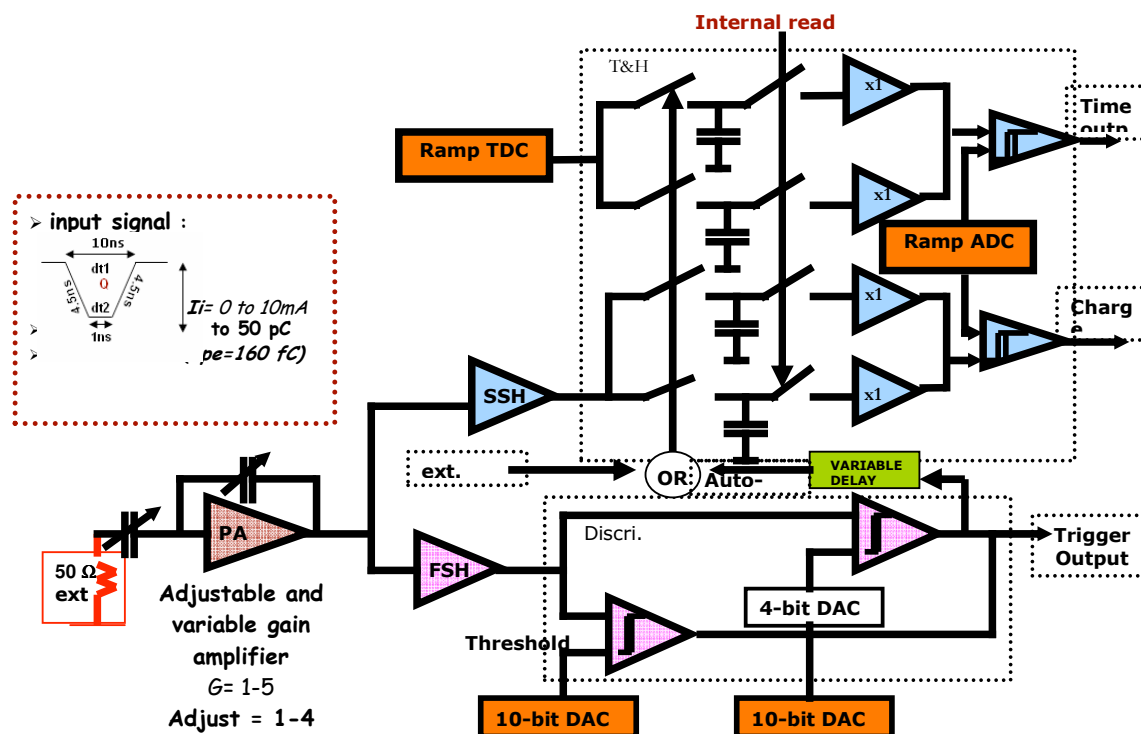 Internal read
T&H
x1
Time
outp
Ramp TDC
x1
Ramp ADC
➢ input signal :
10ns
dt1
Q
4.5ns
4.5ns
dt2
1ns
Ii= 0 to 10mA
➢ to 50 pC
➢ pe=160 fC)
x1
Charg
SSH
x1
ext.
OR
Auto-
VARIABLE
DELAY
PA
Discri.
Trigger
Output
FSH
50 Ω
ext
Adjustable and
variable gain
amplifier
G= 1-5
Adjust = 1-4
4-bit DAC
Threshold
10-bit DAC
10-bit DAC